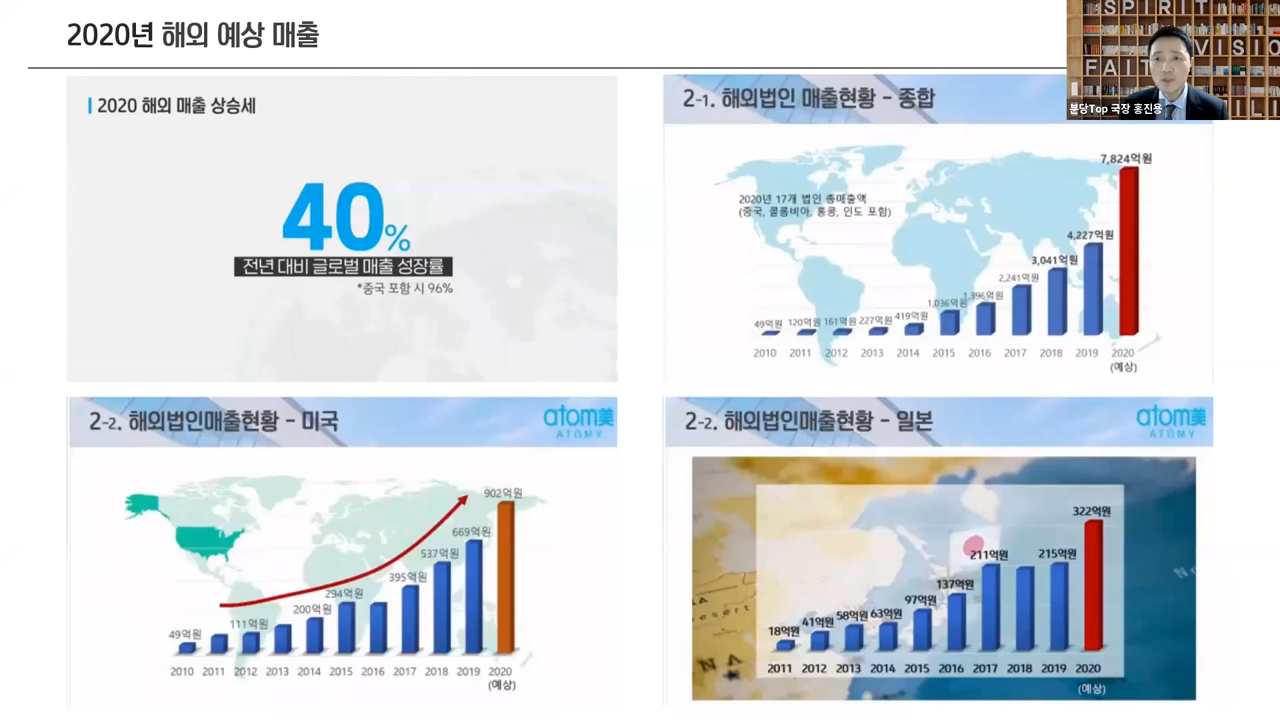 2020년 해외 예상 매출
SPIRIT
VISIO
FAIT
분당Top 국장 홍진용
2020 해외 매출 상승세
40%
전년 대비 글로벌 매출 성장률
*중국 포함 시 96%
2-1. 해외법인 매출현황 - 종합
2020년 17개 법인 총매출액
(중국, 콜롬비아, 홍콩, 인도 포함)
49억원 120억원 161억원 227억원 419억원 1,036억원 1,396억원 2,241억원 3,041억원 4,227억원 7,824억원
2010 2011 2012 2013 2014 2015 2016 2017 2018 2019 2020
(예상)
2-2. 해외법인매출현황 - 미국
atom美
ATOMY
49억원 111억원 200억원 294억원 395억원 537억원 669억원 902억원
2010 2011 2012 2013 2014 2015 2016 2017 2018 2019 2020
(예상)
2-2. 해외법인매출현황 - 일본
atom美
ATOMY
18억원 41억원 58억원 63억원 97억원 137억원 211억원 215억원 322억원
2011 2012 2013 2014 2015 2016 2017 2018 2019 2020
(예상)